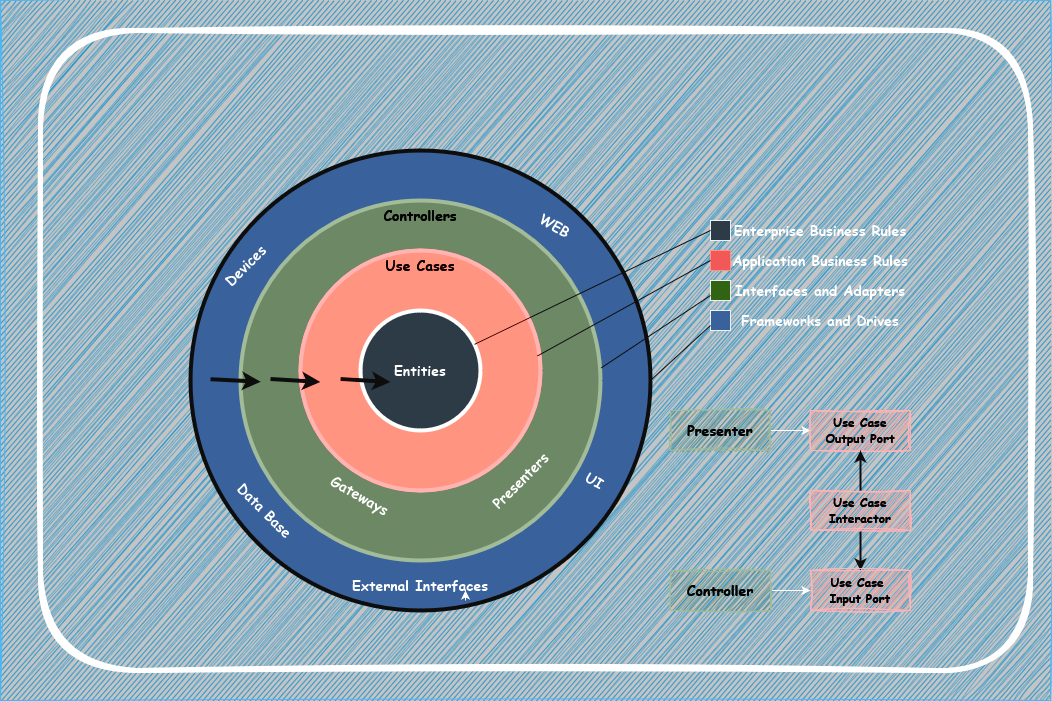 Controllers
WEB
Devices
Use Cases
Entities
Gateways
Presenters
UI
Data Base
External Interfaces
Enterprise Business Rules
Application Business Rules
Interfaces and Adapters
Frameworks and Drives
Presenter
Use Case
Output Port
Use Case
Interactor
Controller
Use Case
Input Port